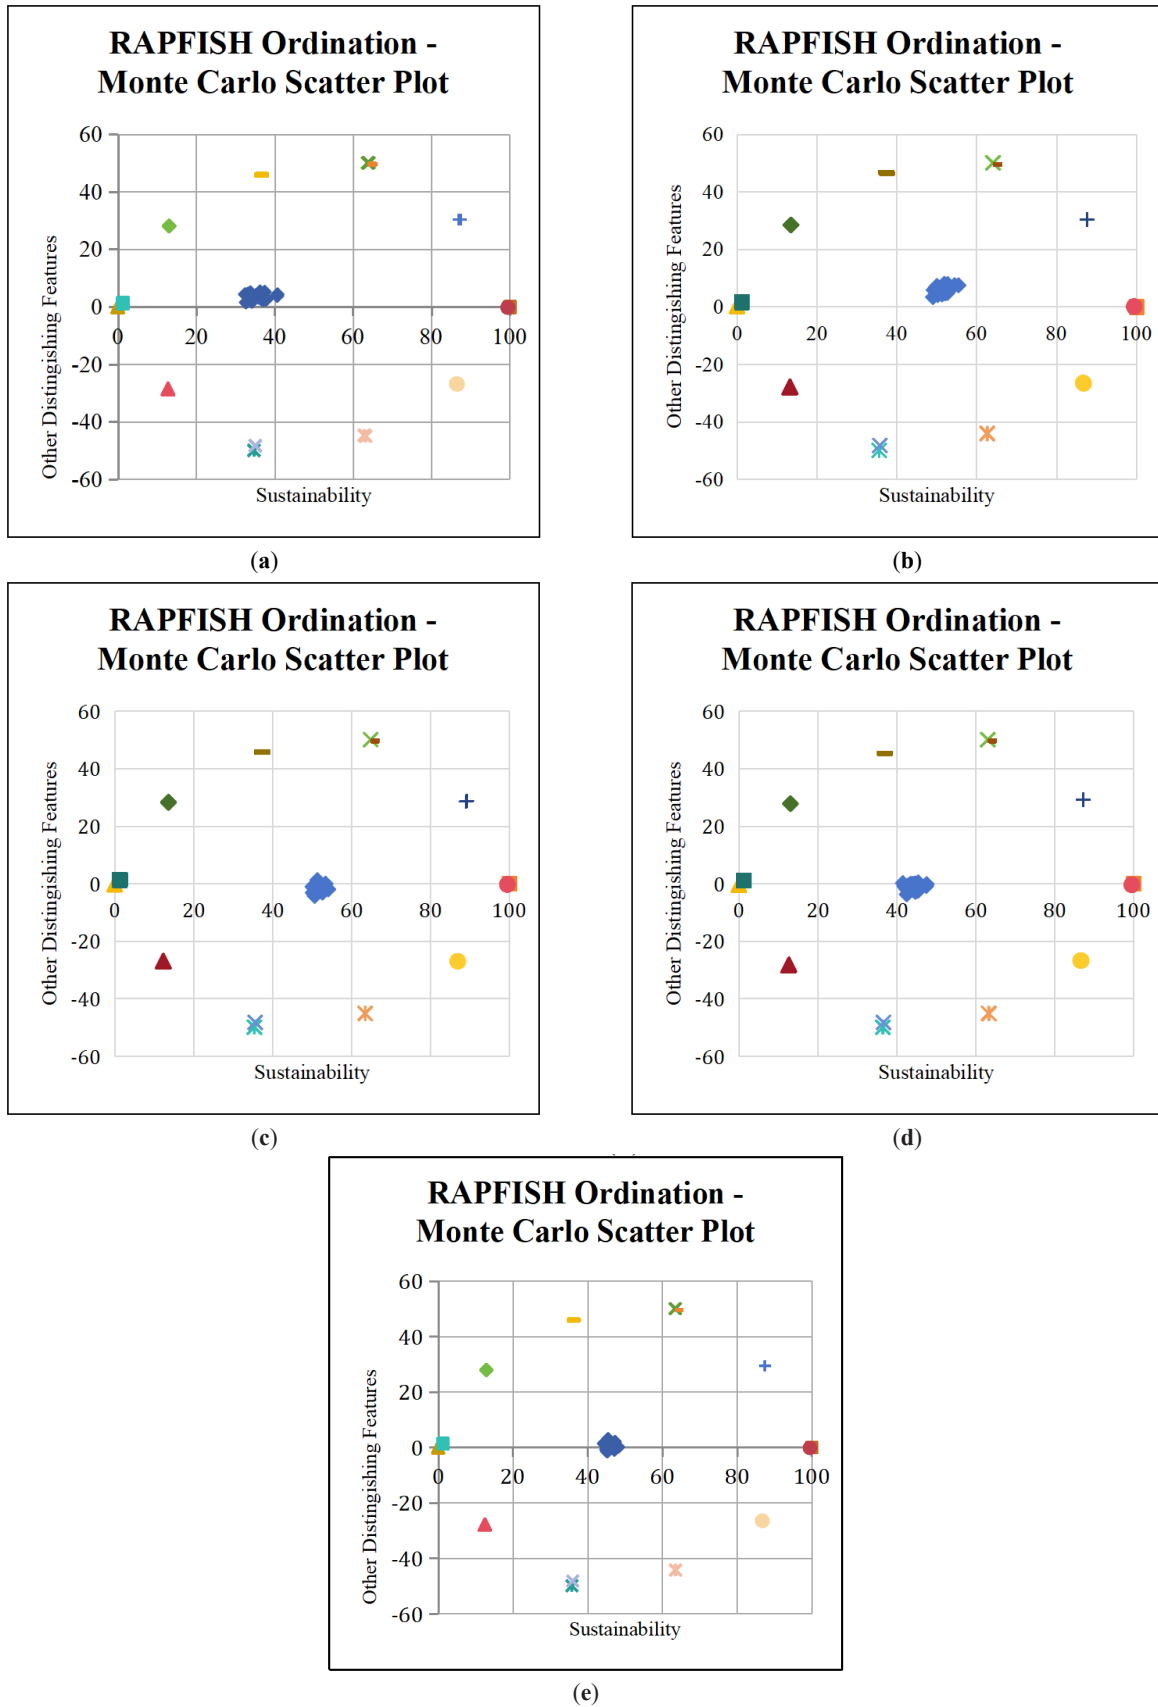 RAPFISH Ordination -
Monte Carlo Scatter Plot
60
40
20
0
-20
-40
-60
0 20 40 60 80 100
Other Distingishing Features
Sustainability
(a)
RAPFISH Ordination -
Monte Carlo Scatter Plot
60
40
20
0
-20
-40
-60
0 20 40 60 80 100
Other Distingishing Features
Sustainability
(b)
RAPFISH Ordination -
Monte Carlo Scatter Plot
60
40
20
0
-20
-40
-60
0 20 40 60 80 100
Other Distingishing Features
Sustainability
(c)
RAPFISH Ordination -
Monte Carlo Scatter Plot
60
40
20
0
-20
-40
-60
0 20 40 60 80 100
Other Distingishing Features
Sustainability
(d)
RAPFISH Ordination -
Monte Carlo Scatter Plot
60
40
20
0
-20
-40
-60
0 20 40 60 80 100
Other Distingishing Features
Sustainability
(e)